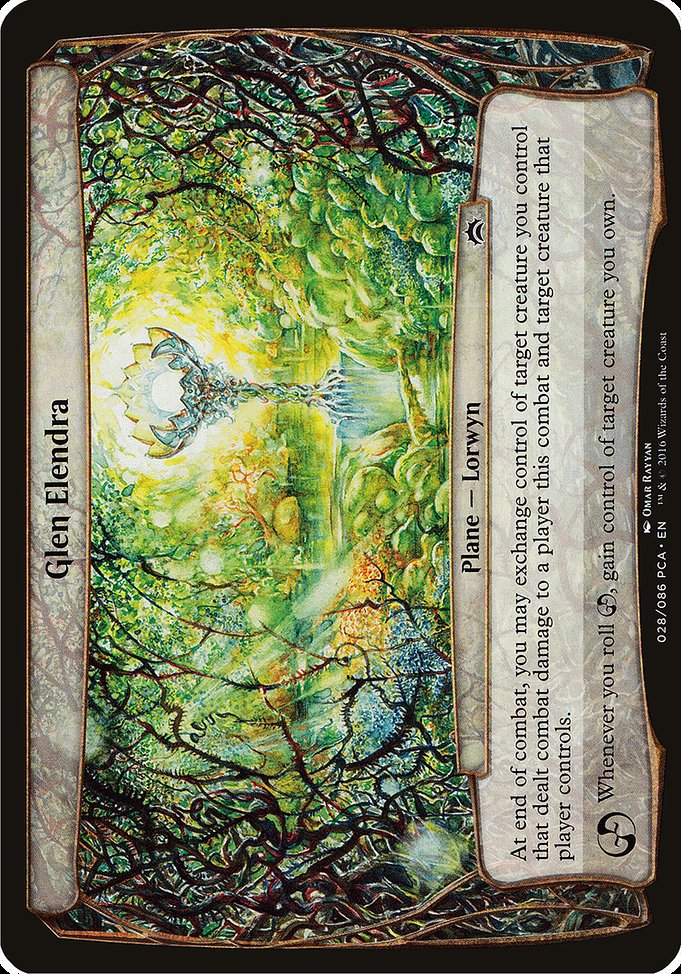 Glen Elendra
Plane — Lorwyn
At end of combat, you may exchange control of target creature you control
that dealt combat damage to a player this combat and target creature that
player controls.
Whenever you roll , gain control of target creature you own.
Omar Rayyan
028/086 PCA • EN ™ & © 2016 Wizards of the Coast